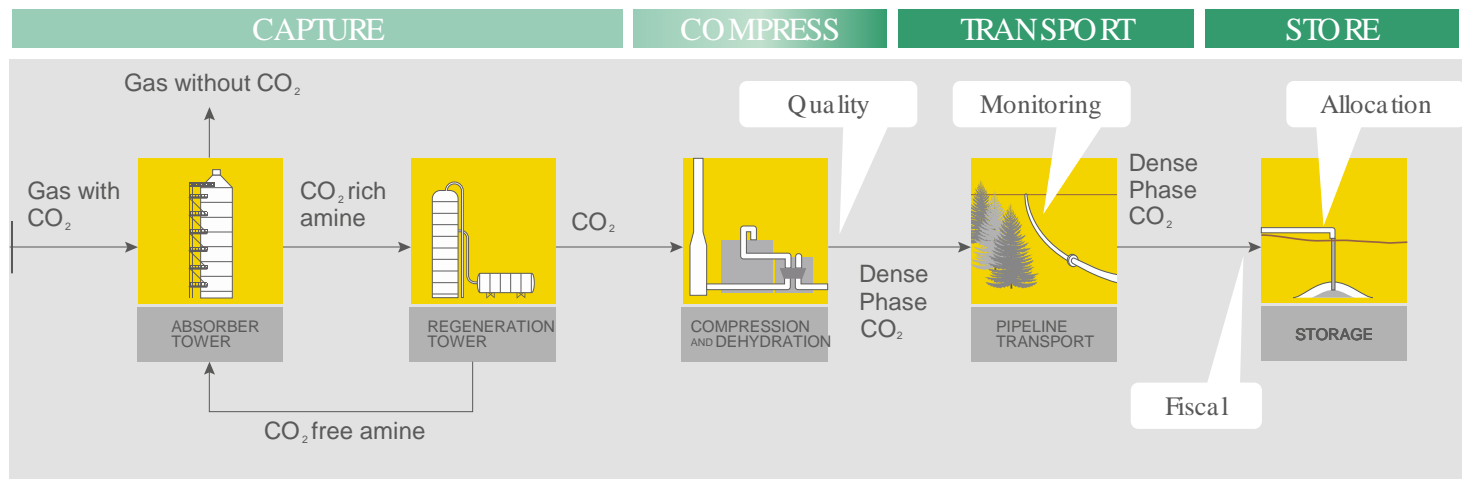 CAPTURE
COMPRESS
TRANSPORT
STORE
Gas without CO₂
Quality
Monitoring
Allocation
Gas with
CO₂
CO₂ rich
amine
CO₂
Dense
Phase
CO₂
Dense
Phase
CO₂
ABSORBER
TOWER
REGENERATION
TOWER
COMPRESSION
AND DEHYDRATION
PIPELINE
TRANSPORT
STORAGE
Fiscal
CO₂ free amine